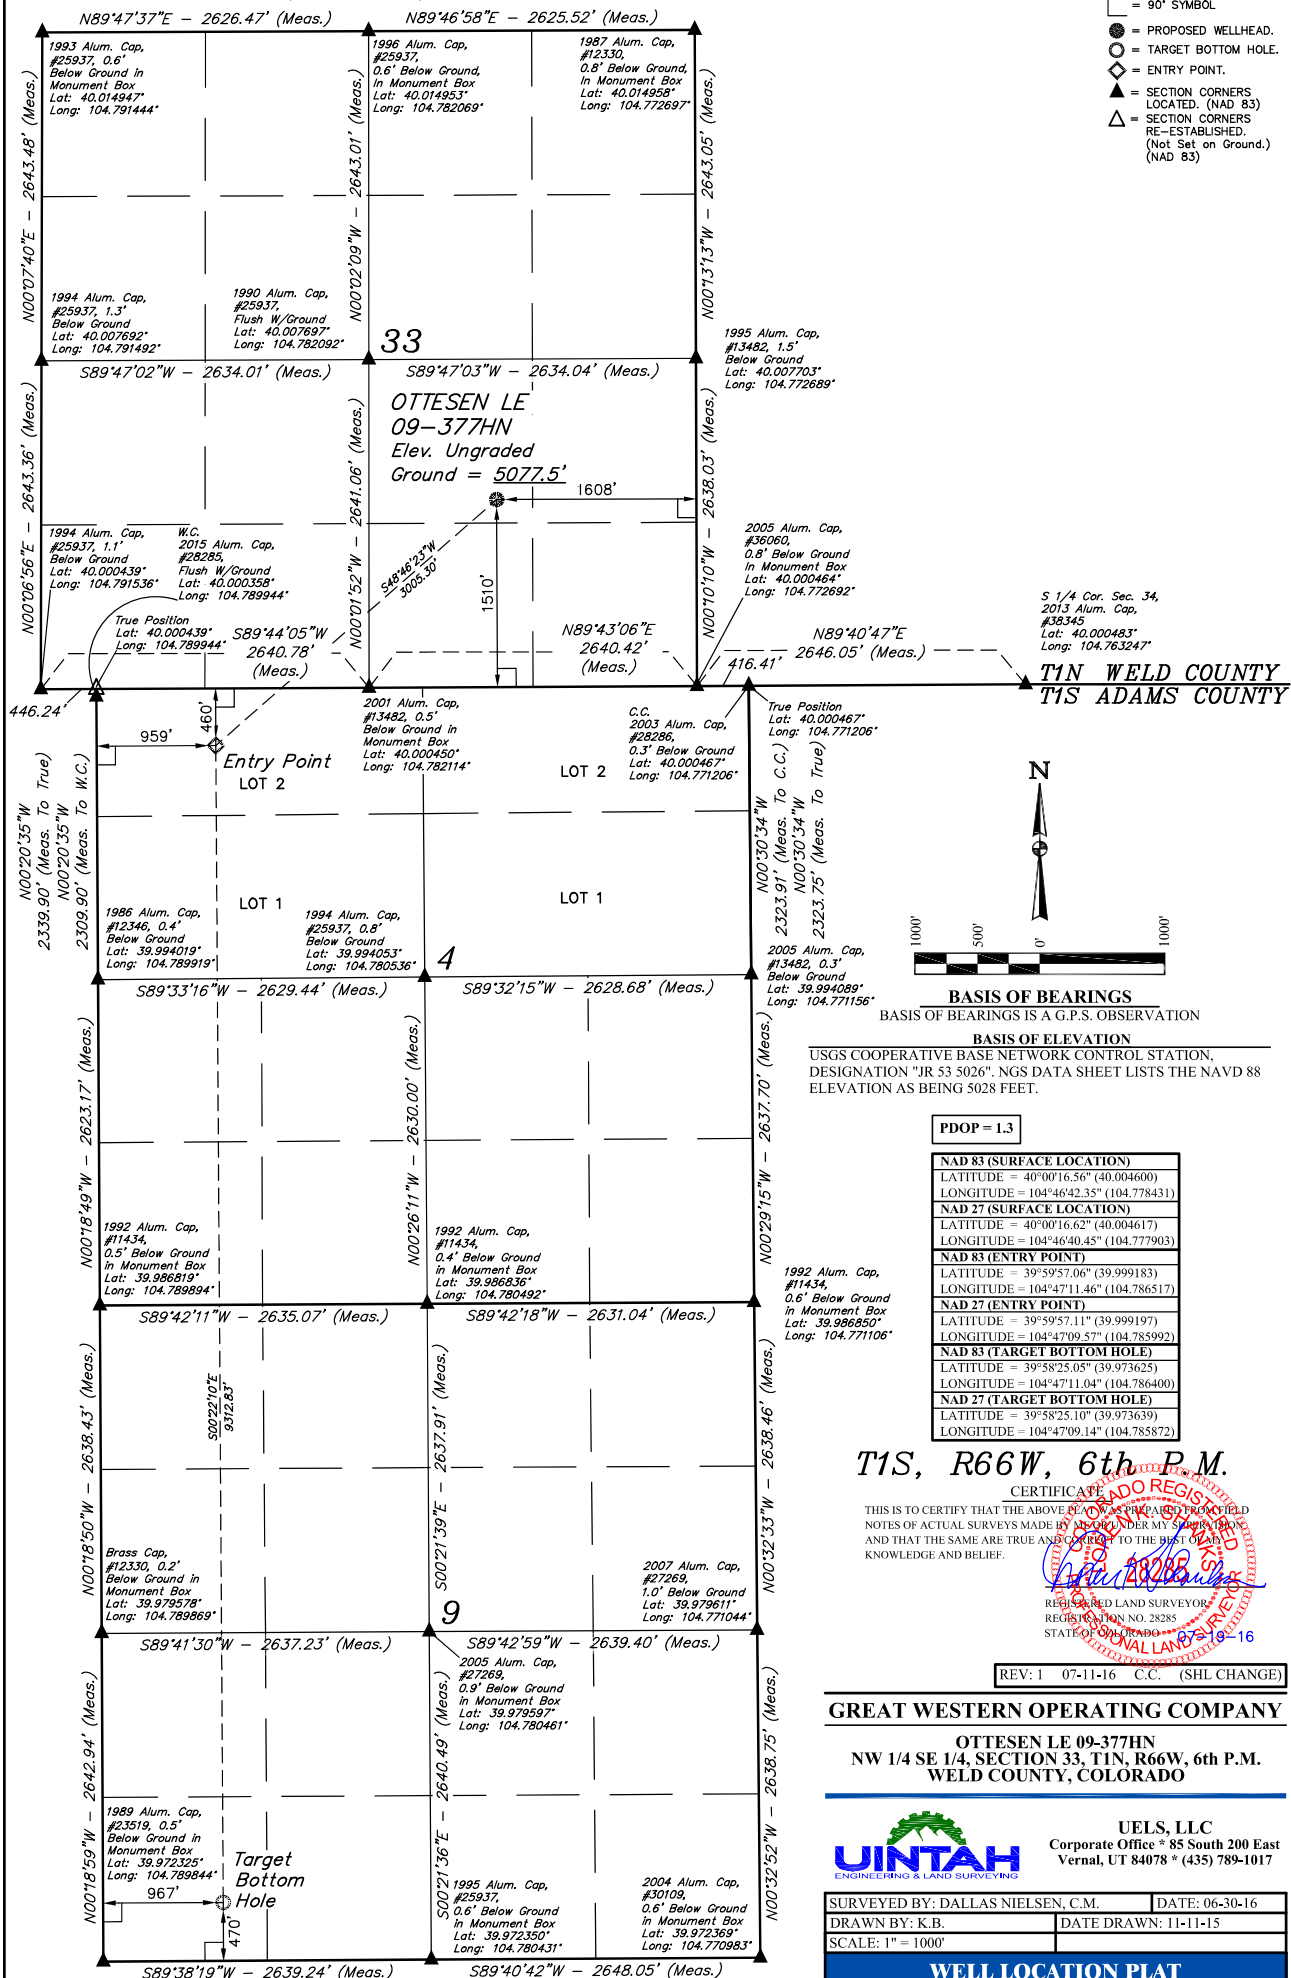 N89°47'37"E - 2626.47' (Meas.)
N89°46'58"E - 2625.52' (Meas.)
= 90° SYMBOL
= PROPOSED WELLHEAD.
= TARGET BOTTOM HOLE.
= ENTRY POINT.
= SECTION CORNERS
LOCATED. (NAD 83)
= SECTION CORNERS
RE-ESTABLISHED.
(Not Set on Ground.)
(NAD 83)
1993 Alum. Cap,
#25937, 0.6'
Below Ground in
Monument Box
Lat: 40.014947°
Long: 104.791444°
1996 Alum. Cap,
#25937,
0.6' Below Ground,
In Monument Box
Lat: 40.014953°
Long: 104.782069°
1987 Alum. Cap,
#12330,
0.8' Below Ground,
In Monument Box
Lat: 40.014958°
Long: 104.772697°
N00°07'40"E - 2643.48' (Meas.)
N00°02'09"W - 2643.01' (Meas.)
N00°13'13"W - 2643.05' (Meas.)
1994 Alum. Cap,
#25937, 1.3'
Below Ground
Lat: 40.007692°
Long: 104.791492°
1990 Alum. Cap,
#25937,
Flush W/Ground
Lat: 40.007697°
Long: 104.782092°
33
1995 Alum. Cap,
#13482, 1.5'
Below Ground
Lat: 40.007703°
Long: 104.772689°
S89°47'02"W - 2634.01' (Meas.)
S89°47'03"W - 2634.04' (Meas.)
OTTESEN LE
09-377HN
Elev. Ungraded
Ground = 5077.5'
1608'
1510'
S48°46'23"W
3005.30'
N00°06'56"E - 2643.36' (Meas.)
N00°01'52"W - 2641.06' (Meas.)
N00°10'10"W - 2638.03' (Meas.)
1994 Alum. Cap,
#25937, 1.1'
Below Ground
Lat: 40.000439°
Long: 104.791536°
W.C.
2015 Alum. Cap,
#28285,
Flush W/Ground
Lat: 40.000358°
Long: 104.789944°
True Position
Lat: 40.000439°
Long: 104.789944°
2005 Alum. Cap,
#36060,
0.8' Below Ground
In Monument Box
Lat: 40.000464°
Long: 104.772692°
S 1/4 Cor. Sec. 34,
2013 Alum. Cap,
#38345
Lat: 40.000483°
Long: 104.763247°
S89°44'05"W
2640.78'
(Meas.)
N89°43'06"E
2640.42'
(Meas.)
N89°40'47"E
2646.05' (Meas.)
416.41'
T1N WELD COUNTY
T1S ADAMS COUNTY
446.24'
460'
959'
Entry Point
2001 Alum. Cap,
#13482, 0.5'
Below Ground in
Monument Box
Lat: 40.000450°
Long: 104.782114°
C.C.
2003 Alum. Cap,
#28286,
0.3' Below Ground
Lat: 40.000467°
Long: 104.771206°
True Position
Lat: 40.000467°
Long: 104.771206°
LOT 2
LOT 2
LOT 1
LOT 1
N00°20'35"W
2339.90' (Meas. To True)
N00°20'35"W
2309.90' (Meas. To W.C.)
N00°30'34"W
2323.91' (Meas. To C.C.)
N00°30'34"W
2323.75' (Meas. To True)
N
1000'
500'
0'
1000'
1986 Alum. Cap,
#12346, 0.4'
Below Ground
Lat: 39.994019°
Long: 104.789919°
1994 Alum. Cap,
#25937, 0.8'
Below Ground
Lat: 39.994053°
Long: 104.780536°
4
2005 Alum. Cap,
#13482, 0.3'
Below Ground
Lat: 39.994089°
Long: 104.771156°
S89°33'16"W - 2629.44' (Meas.)
S89°32'15"W - 2628.68' (Meas.)
BASIS OF BEARINGS
BASIS OF BEARINGS IS A G.P.S. OBSERVATION
BASIS OF ELEVATION
USGS COOPERATIVE BASE NETWORK CONTROL STATION,
DESIGNATION "JR 53 5026". NGS DATA SHEET LISTS THE NAVD 88
ELEVATION AS BEING 5028 FEET.
PDOP = 1.3
NAD 83 (SURFACE LOCATION)
LATITUDE = 40°00'16.56" (40.004600)
LONGITUDE = 104°46'42.35" (104.778431)
NAD 27 (SURFACE LOCATION)
LATITUDE = 40°00'16.62" (40.004617)
LONGITUDE = 104°46'40.45" (104.777903)
NAD 83 (ENTRY POINT)
LATITUDE = 39°59'57.06" (39.999183)
LONGITUDE = 104°47'11.46" (104.786517)
NAD 27 (ENTRY POINT)
LATITUDE = 39°59'57.11" (39.999197)
LONGITUDE = 104°47'09.57" (104.785992)
NAD 83 (TARGET BOTTOM HOLE)
LATITUDE = 39°58'25.05" (39.973625)
LONGITUDE = 104°47'11.04" (104.786400)
NAD 27 (TARGET BOTTOM HOLE)
LATITUDE = 39°58'25.10" (39.973639)
LONGITUDE = 104°47'09.14" (104.785872)
N00°18'49"W - 2623.17' (Meas.)
N00°26'11"W - 2630.00' (Meas.)
N00°29'15"W - 2637.70' (Meas.)
1992 Alum. Cap,
#11434,
0.5' Below Ground
in Monument Box
Lat: 39.986819°
Long: 104.789894°
1992 Alum. Cap,
#11434,
0.4' Below Ground
in Monument Box
Lat: 39.986836°
Long: 104.780492°
1992 Alum. Cap,
#11434,
0.6' Below Ground
in Monument Box
Lat: 39.986850°
Long: 104.771106°
S89°42'11"W - 2635.07' (Meas.)
S89°42'18"W - 2631.04' (Meas.)
S00°22'10"E
9312.83'
N00°18'50"W - 2638.43' (Meas.)
S00°21'39"E - 2637.91' (Meas.)
N00°32'33"W - 2638.46' (Meas.)
Brass Cap,
#12330, 0.2'
Below Ground in
Monument Box
Lat: 39.979578°
Long: 104.789869°
9
2007 Alum. Cap,
#27269,
1.0' Below Ground
Lat: 39.979611°
Long: 104.771044°
S89°41'30"W - 2637.23' (Meas.)
S89°42'59"W - 2639.40' (Meas.)
2005 Alum. Cap,
#27269,
0.9' Below Ground
in Monument Box
Lat: 39.979597°
Long: 104.780461°
N00°18'59"W - 2642.94' (Meas.)
S00°21'36"E - 2640.49' (Meas.)
N00°32'52"W - 2638.75' (Meas.)
1989 Alum. Cap,
#23519, 0.5'
Below Ground in
Monument Box
Lat: 39.972325°
Long: 104.789844°
Target
Bottom
Hole
967'
470'
1995 Alum. Cap,
#25937,
0.6' Below Ground
in Monument Box
Lat: 39.972350°
Long: 104.780431°
2004 Alum. Cap,
#30109,
0.6' Below Ground
in Monument Box
Lat: 39.972369°
Long: 104.770983°
S89°38'19"W - 2639.24' (Meas.)
S89°40'42"W - 2648.05' (Meas.)
T1S, R66W, 6th P.M.
CERTIFICATE
THIS IS TO CERTIFY THAT THE ABOVE PLAT WAS PREPARED FROM FIELD
NOTES OF ACTUAL SURVEYS MADE BY ME OR UNDER MY SUPERVISION
AND THAT THE SAME ARE TRUE AND CORRECT TO THE BEST OF MY
KNOWLEDGE AND BELIEF.
COLORADO REGISTERED
LOREN K. SHANKS
28285
PROFESSIONAL LAND SURVEYOR
REGISTERED LAND SURVEYOR
REGISTRATION NO. 28285
STATE OF COLORADO
07-19-16
REV: 1 07-11-16 C.C. (SHL CHANGE)
GREAT WESTERN OPERATING COMPANY
OTTESEN LE 09-377HN
NW 1/4 SE 1/4, SECTION 33, T1N, R66W, 6th P.M.
WELD COUNTY, COLORADO
UINTAH
ENGINEERING & LAND SURVEYING
UELS, LLC
Corporate Office * 85 South 200 East
Vernal, UT 84078 * (435) 789-1017
SURVEYED BY: DALLAS NIELSEN, C.M.
DATE: 06-30-16
DRAWN BY: K.B.
DATE DRAWN: 11-11-15
SCALE: 1" = 1000'
WELL LOCATION PLAT